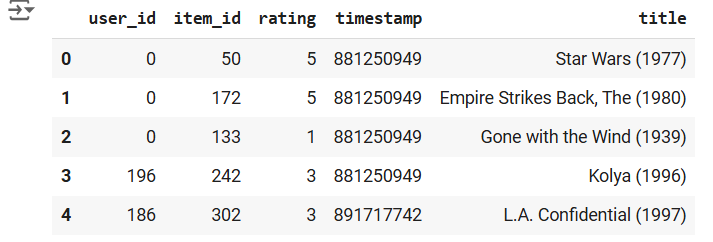 user_id item_id rating timestamp title
0 0 50 5 881250949 Star Wars (1977)
1 0 172 5 881250949 Empire Strikes Back, The (1980)
2 0 133 1 881250949 Gone with the Wind (1939)
3 196 242 3 881250949 Kolya (1996)
4 186 302 3 891717742 L.A. Confidential (1997)